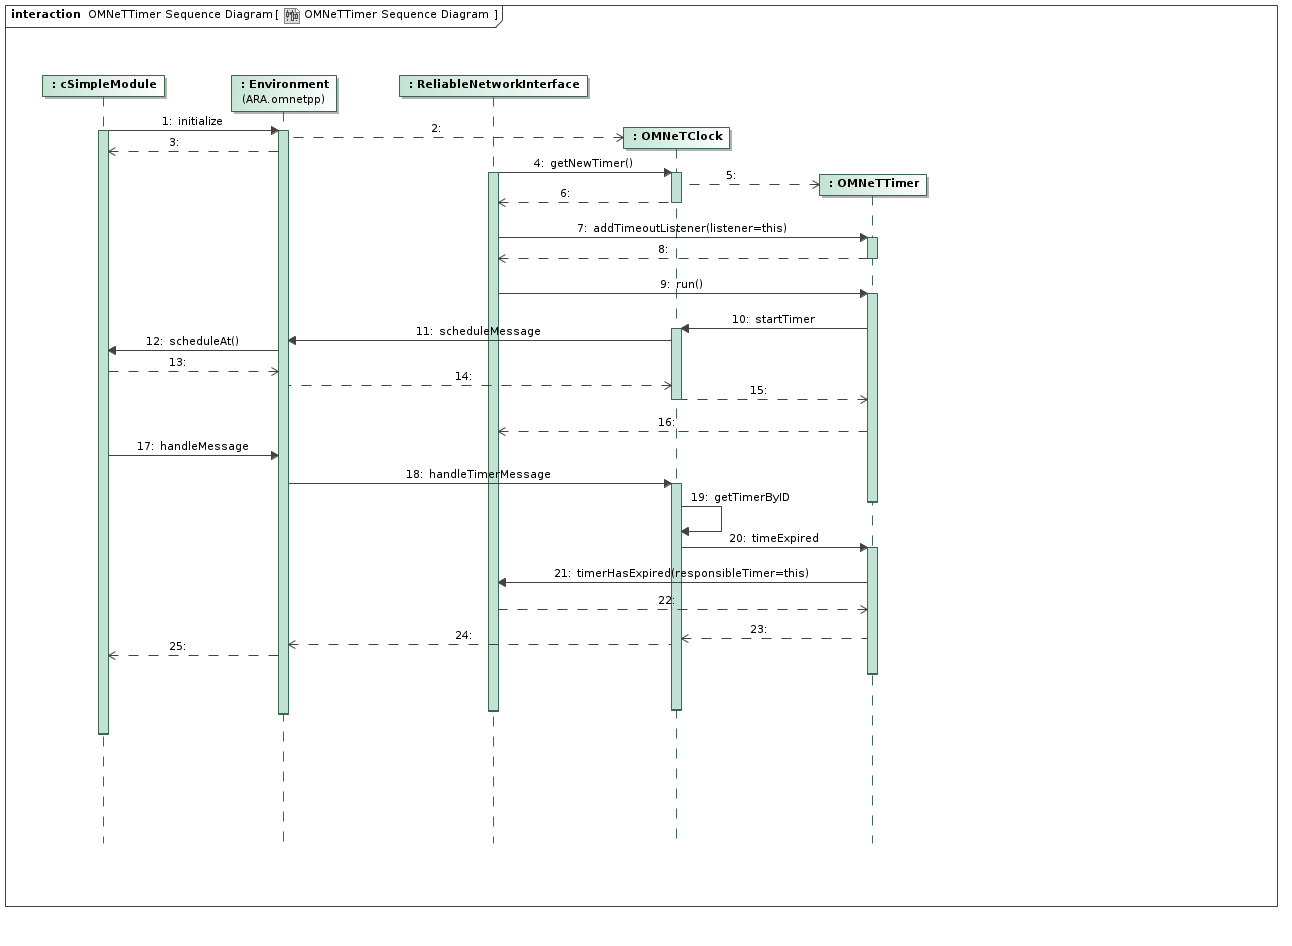 interaction OMNeTTimer Sequence Diagram[ OMNeTTimer Sequence Diagram ]
: cSimpleModule
: Environment
(ARA.omnetpp)
: ReliableNetworkInterface
1: initialize
2:
: OMNeTClock
3:
4: getNewTimer()
5:
: OMNeTTimer
6:
7: addTimeoutListener(listener=this)
8:
9: run()
10: startTimer
11: scheduleMessage
12: scheduleAt()
13:
14:
15:
16:
17: handleMessage
18: handleTimerMessage
19: getTimerByID
20: timeExpired
21: timerHasExpired(responsibleTimer=this)
22:
23:
24:
25: